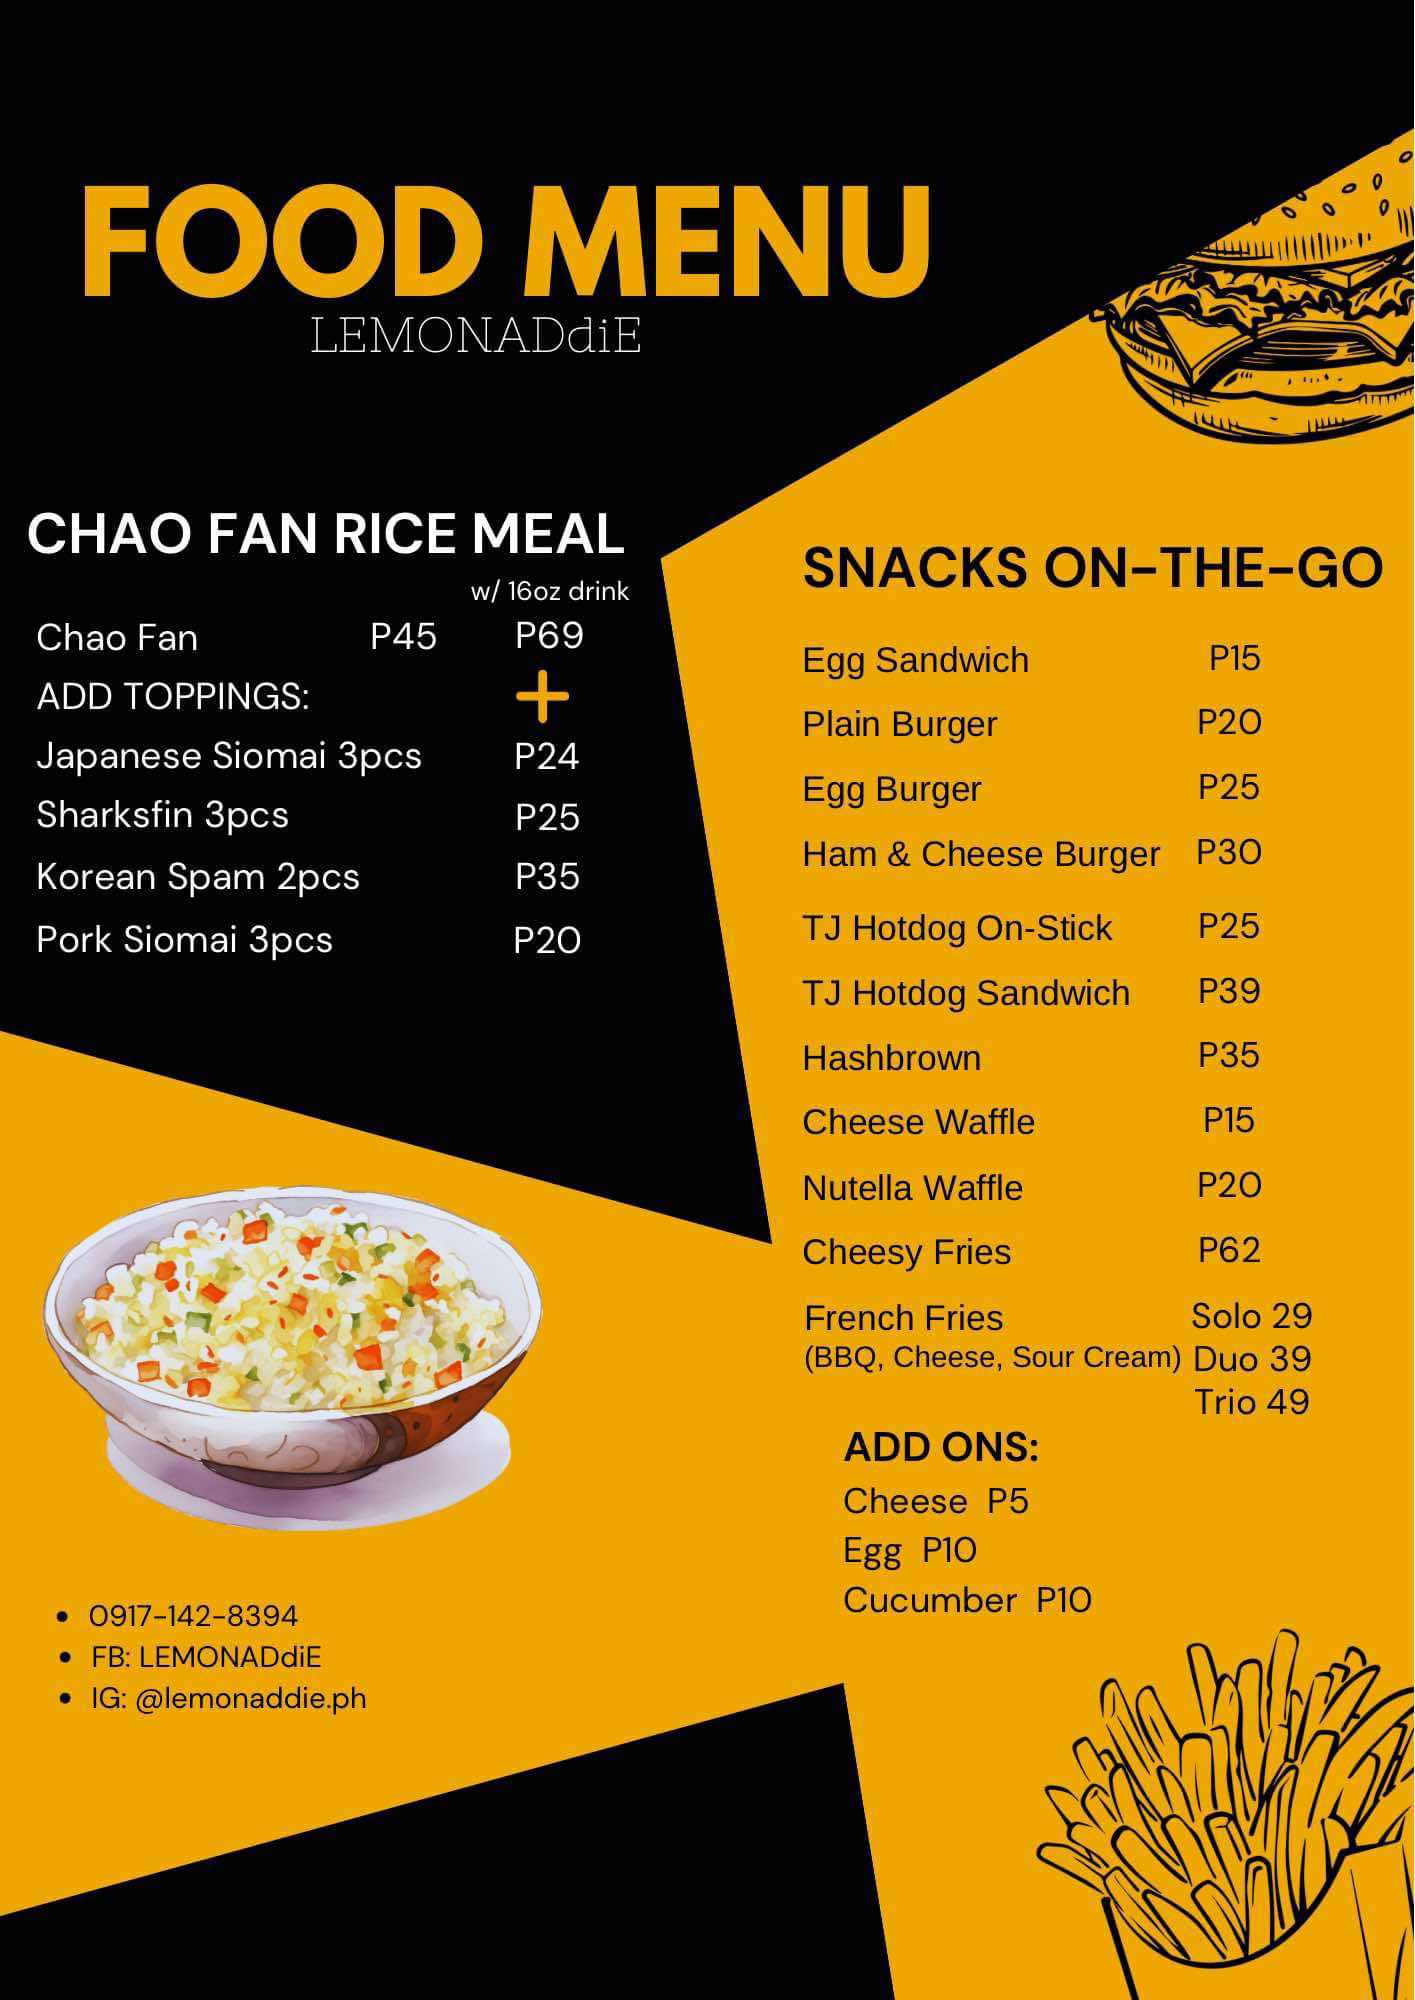 FOOD MENU
LEMONADdiE
CHAO FAN RICE MEAL
w/ 16oz drink
Chao Fan P45 P69
ADD TOPPINGS: +
Japanese Siomai 3pcs P24
Sharksfin 3pcs P25
Korean Spam 2pcs P35
Pork Siomai 3pcs P20
SNACKS ON-THE-GO
Egg Sandwich P15
Plain Burger P20
Egg Burger P25
Ham & Cheese Burger P30
TJ Hotdog On-Stick P25
TJ Hotdog Sandwich P39
Hashbrown P35
Cheese Waffle P15
Nutella Waffle P20
Cheesy Fries P62
French Fries Solo 29
(BBQ, Cheese, Sour Cream) Duo 39
Trio 49
ADD ONS:
Cheese P5
Egg P10
Cucumber P10
• 0917-142-8394
• FB: LEMONADdiE
• IG: @lemonaddie.ph